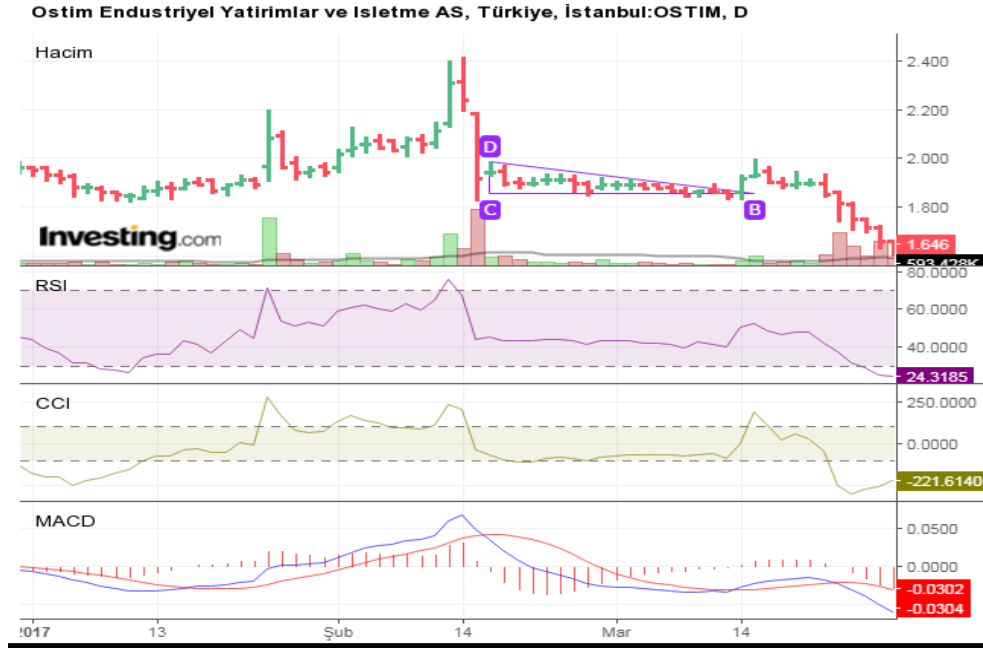 Ostim Endustriyel Yatirimlar ve Isletme AS, Türkiye, İstanbul:OSTIM, D
Hacim
2.400
2.200
2.000
1.800
D
C
B
Investing.com
1.646
593.428K
80.0000
RSI
60.0000
40.0000
24.3185
CCI
250.0000
0.0000
-221.6140
MACD
0.0500
0.0000
-0.0302
-0.0304
2017 13 Şub 14 Mar 14